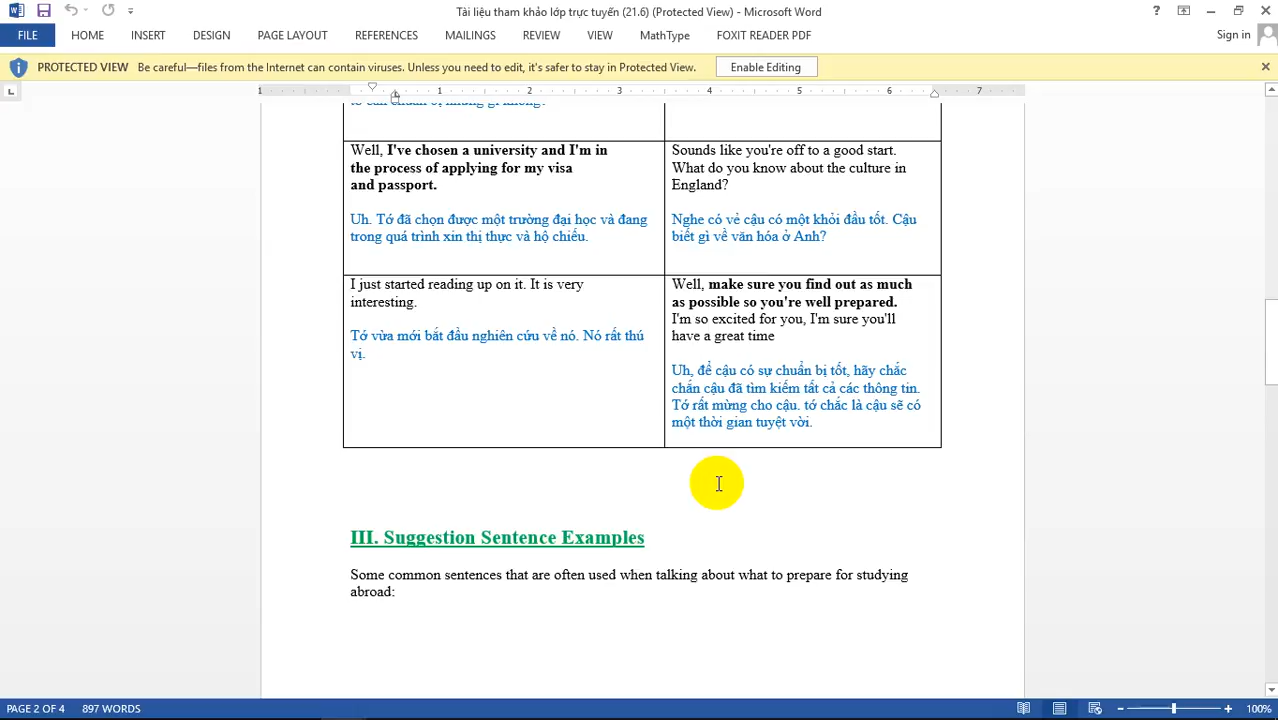 Tài liệu tham khảo lớp trực tuyến (21.6) (Protected View) - Microsoft Word
FILE HOME INSERT DESIGN PAGE LAYOUT REFERENCES MAILINGS REVIEW VIEW MathType FOXIT READER PDF Sign in
PROTECTED VIEW Be careful—files from the Internet can contain viruses. Unless you need to edit, it's safer to stay in Protected View. Enable Editing
1 1 2 3 4 5 6 7
Well, I've chosen a university and I'm in
the process of applying for my visa
and passport.
Uh. Tớ đã chọn được một trường đại học và đang
trong quá trình xin thị thực và hộ chiếu.
Sounds like you're off to a good start.
What do you know about the culture in
England?
Nghe có vẻ cậu có một khỏi đầu tốt. Cậu
biết gì về văn hóa ở Anh?
I just started reading up on it. It is very
interesting.
Tớ vừa mới bắt đầu nghiên cứu về nó. Nó rất thú
vị.
Well, make sure you find out as much
as possible so you're well prepared.
I'm so excited for you, I'm sure you'll
have a great time
Uh, để cậu có sự chuẩn bị tốt, hãy chắc
chắn cậu đã tìm kiếm tất cả các thông tin.
Tớ rất mừng cho cậu. tớ chắc là cậu sẽ có
một thời gian tuyệt vời.
III. Suggestion Sentence Examples
Some common sentences that are often used when talking about what to prepare for studying
abroad:
PAGE 2 OF 4 897 WORDS 100%